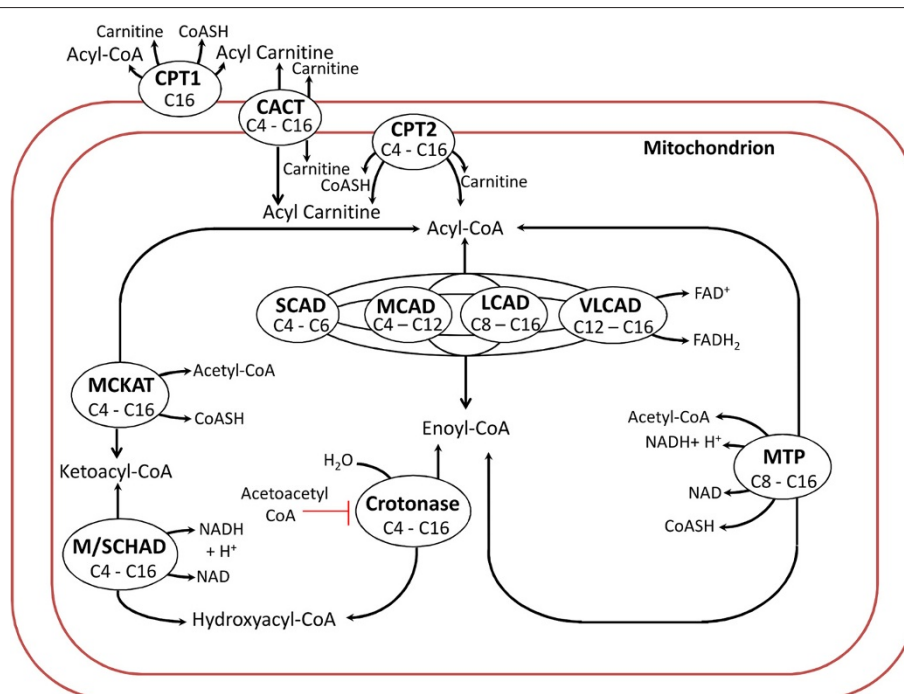 Carnitine
CoASH
Acyl-CoA
Acyl Carnitine
CPT1
C16
Carnitine
CACT
C4 - C16
CPT2
C4 - C16
Mitochondrion
Carnitine
CoASH
Carnitine
Acyl Carnitine
Acyl-CoA
SCAD
C4 - C6
MCAD
C4 – C12
LCAD
C8 – C16
VLCAD
C12 – C16
FAD⁺
FADH₂
MCKAT
C4 - C16
Acetyl-CoA
CoASH
Enoyl-CoA
Acetyl-CoA
NADH+ H⁺
MTP
C8 - C16
NAD
CoASH
Ketoacyl-CoA
H₂O
Acetoacetyl
CoA
Crotonase
C4 - C16
M/SCHAD
C4 - C16
NADH
+ H⁺
NAD
Hydroxyacyl-CoA